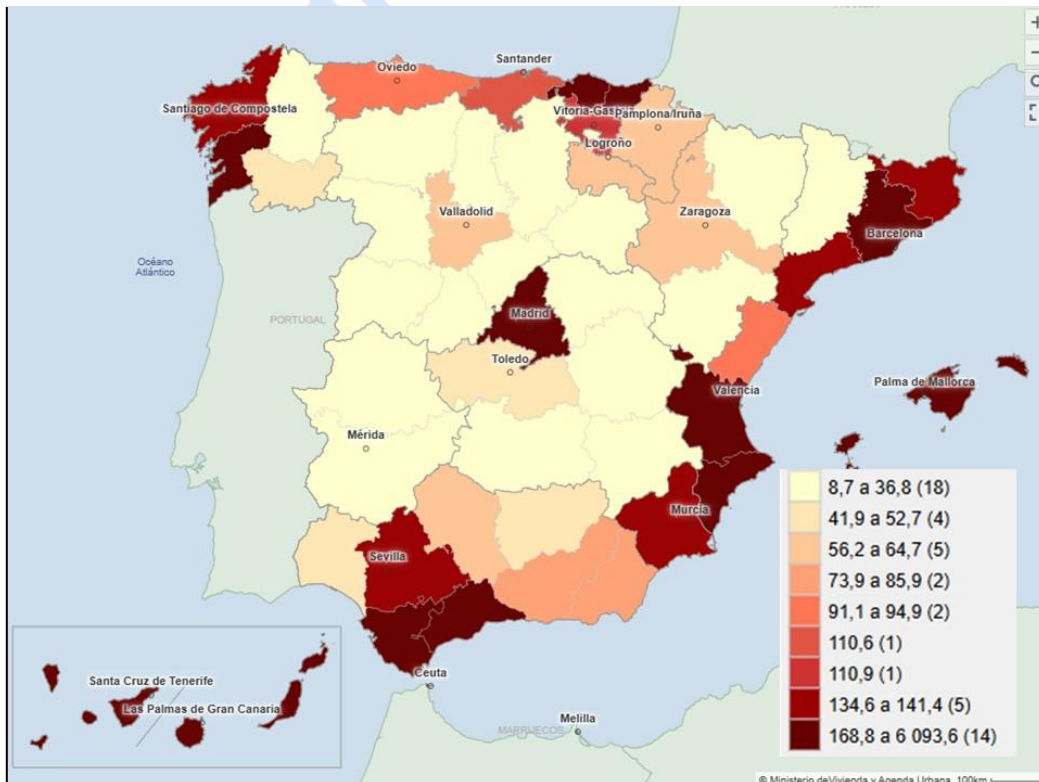 Oviedo
Santander
Santiago de Compostela
Pamplona/Iruña
Logroño
Valladolid
Zaragoza
Barcelona
Océano
Atlántico
PORTUGAL
Madrid
Toledo
Valencia
Palma de Mallorca
Mérida
Murcia
Sevilla
Ceuta
Melilla
MARRUECOS
Santa Cruz de Tenerife
Las Palmas de Gran Canaria
8,7 a 36,8 (18)
41,9 a 52,7 (4)
56,2 a 64,7 (5)
73,9 a 85,9 (2)
91,1 a 94,9 (2)
110,6 (1)
110,9 (1)
134,6 a 141,4 (5)
168,8 a 6 093,6 (14)
© Ministerio deVivienda y Agenda Urbana 100km